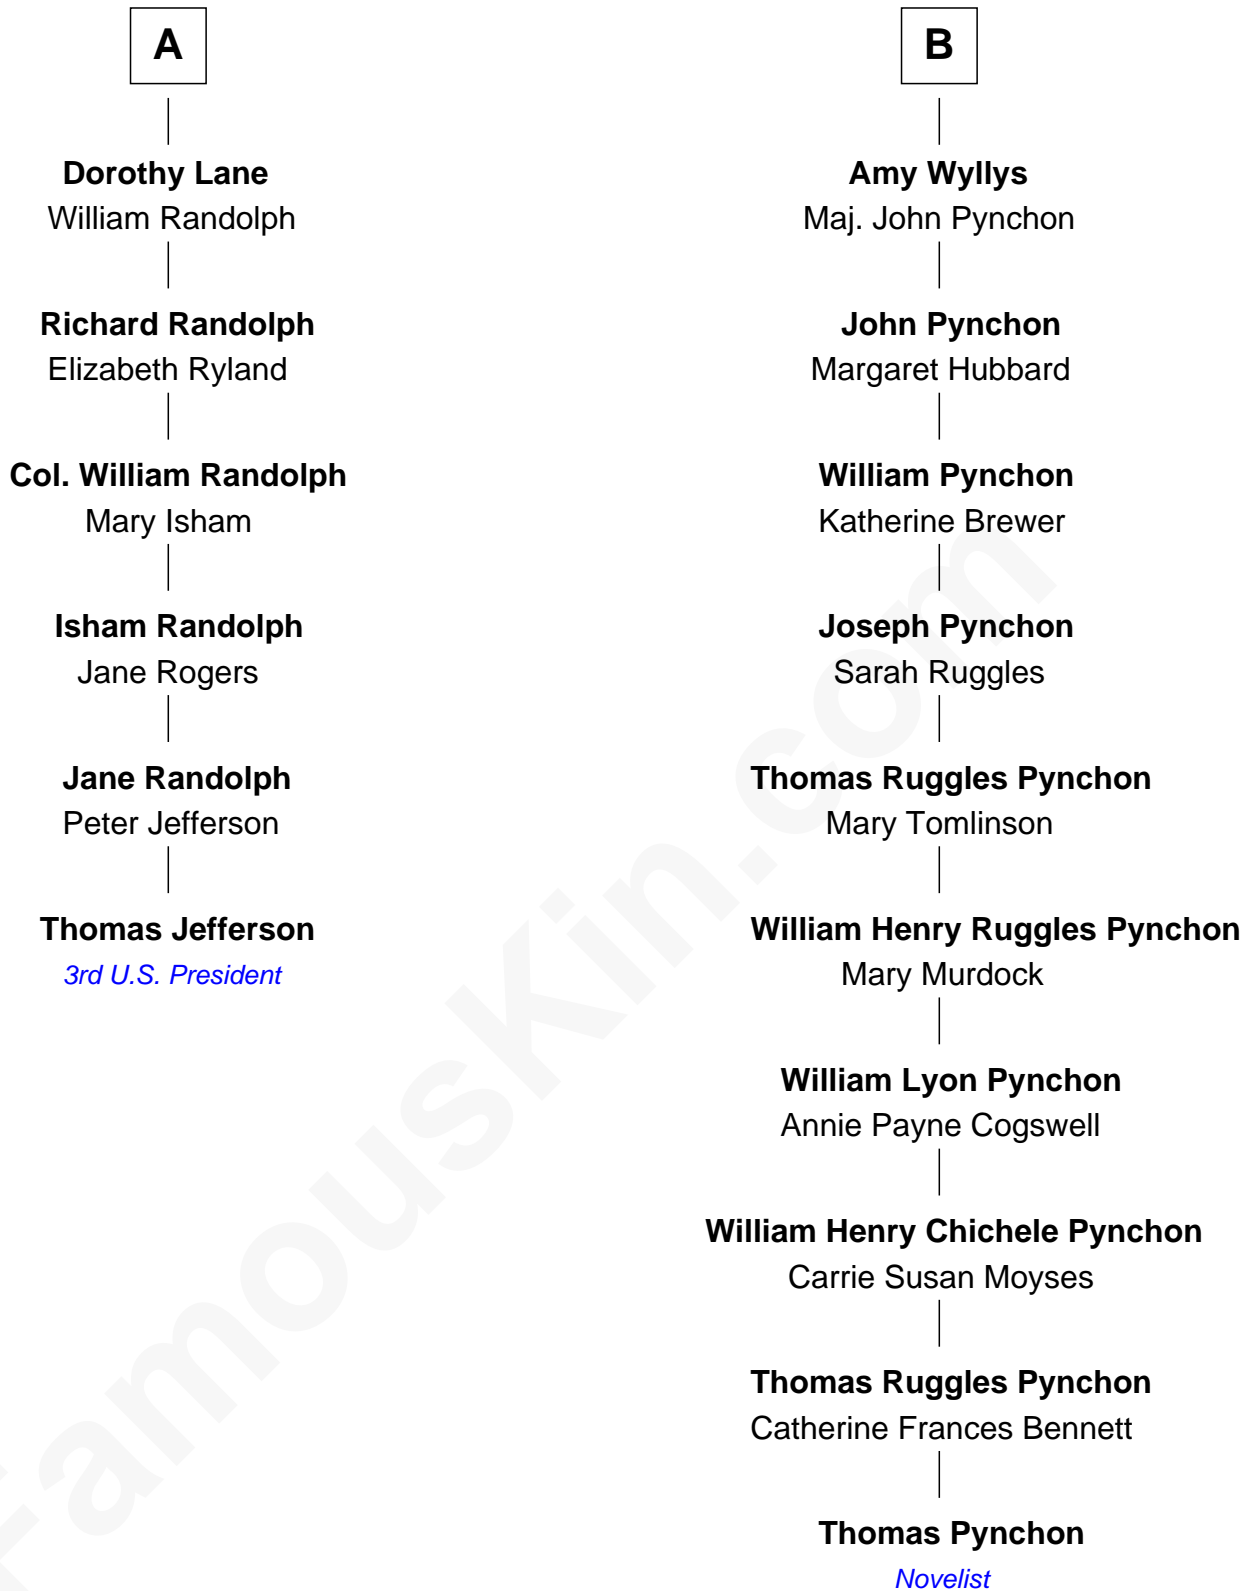 A
Dorothy Lane
William Randolph
Richard Randolph
Elizabeth Ryland
Col. William Randolph
Mary Isham
Isham Randolph
Jane Rogers
Jane Randolph
Peter Jefferson
Thomas Jefferson
3rd U.S. President
B
Amy Wyllys
Maj. John Pynchon
John Pynchon
Margaret Hubbard
William Pynchon
Katherine Brewer
Joseph Pynchon
Sarah Ruggles
Thomas Ruggles Pynchon
Mary Tomlinson
William Henry Ruggles Pynchon
Mary Murdock
William Lyon Pynchon
Annie Payne Cogswell
William Henry Chichele Pynchon
Carrie Susan Moyses
Thomas Ruggles Pynchon
Catherine Frances Bennett
Thomas Pynchon
Novelist
FamousKin.com